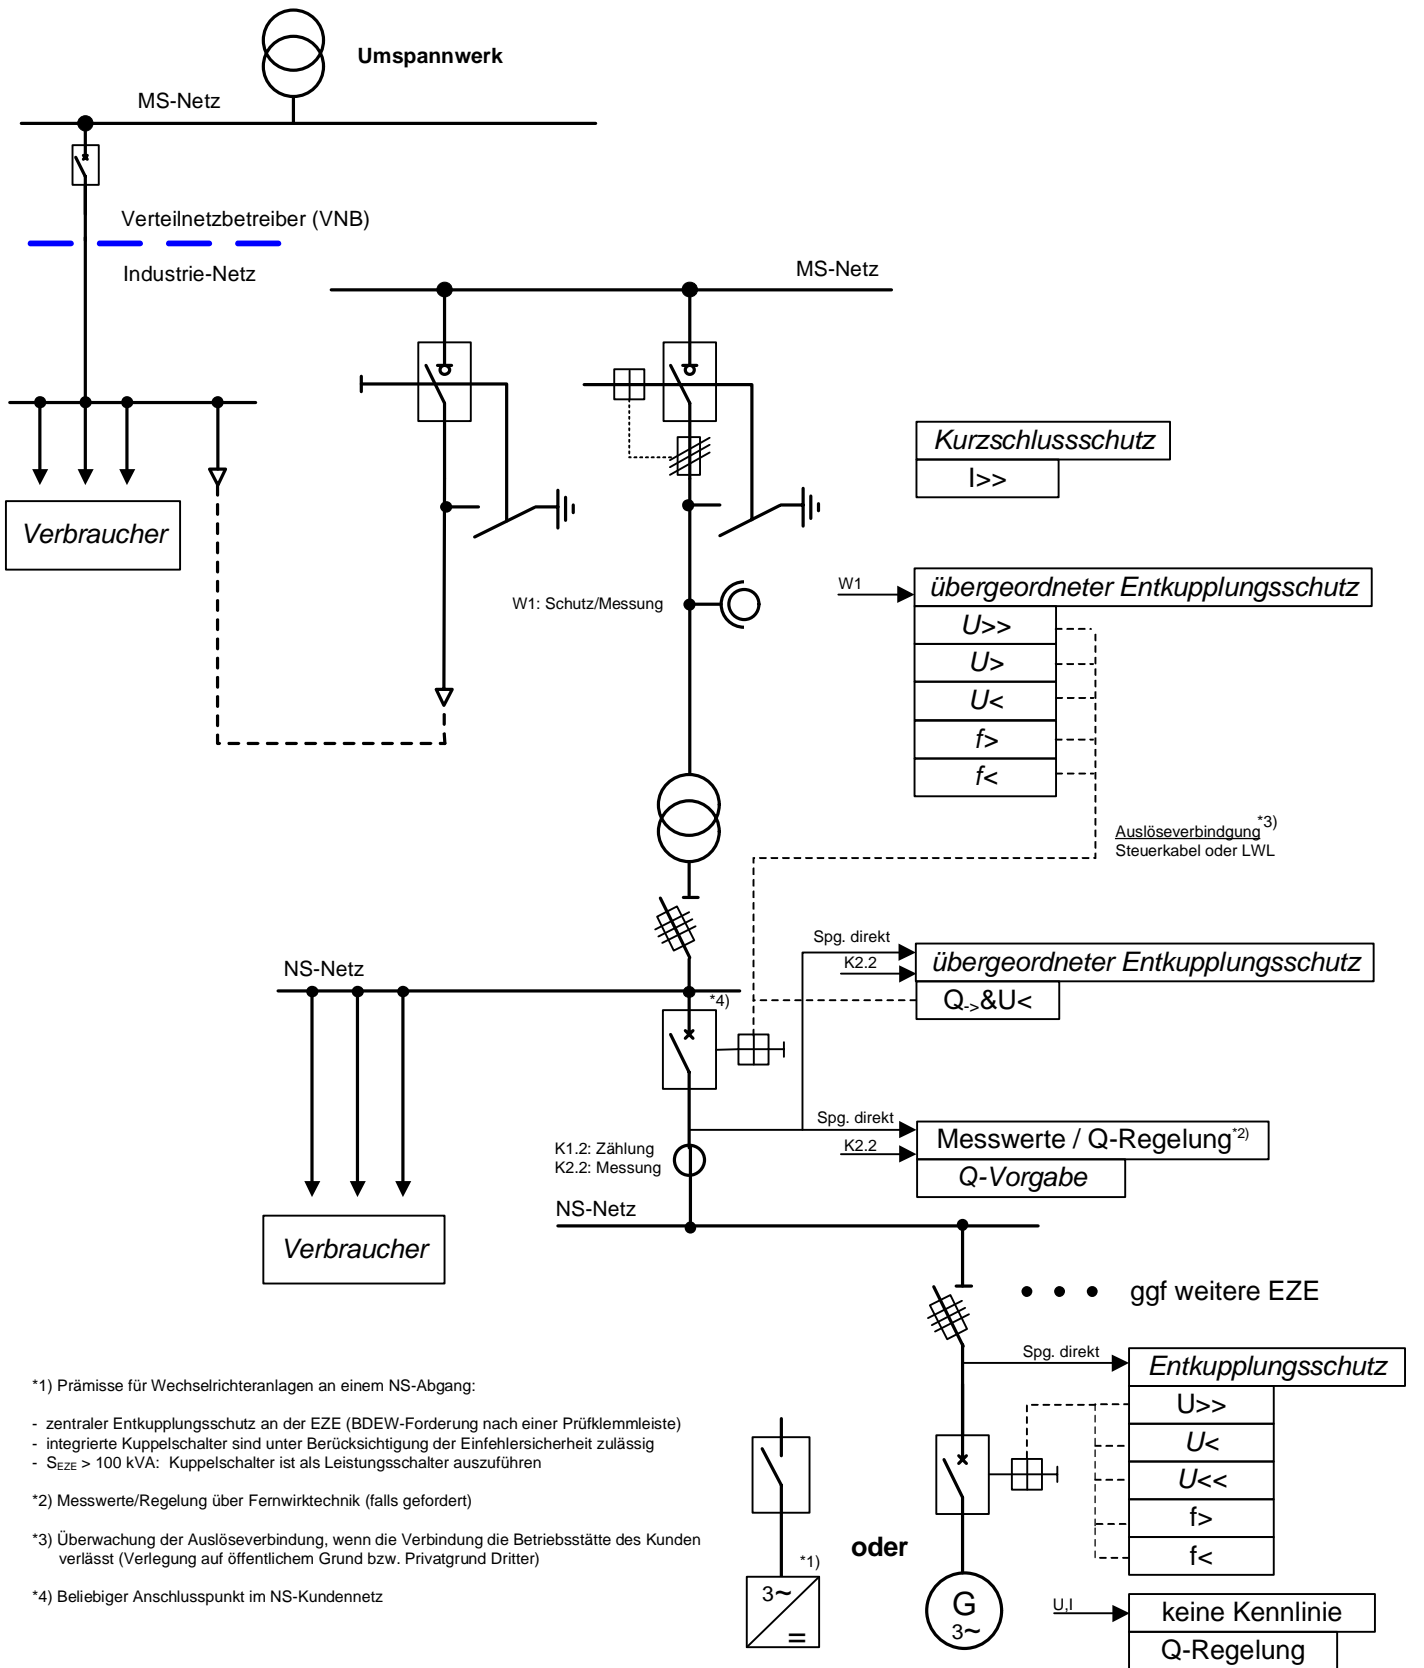 Umspannwerk
MS-Netz
Verteilnetzbetreiber (VNB)
Industrie-Netz
MS-Netz
Kurzschlussschutz
I>>
Verbraucher
W1: Schutz/Messung
W1
übergeordneter Entkupplungsschutz
U>>
U>
U<
f>
f<
Auslöseverbindgung*3)
Steuerkabel oder LWL
Spg. direkt
K2.2
übergeordneter Entkupplungsschutz
Q->&U<
NS-Netz
*4)
Spg. direkt
K2.2
Messwerte / Q-Regelung*2)
Q-Vorgabe
K1.2: Zählung
K2.2: Messung
NS-Netz
Verbraucher
ggf weitere EZE
Spg. direkt
Entkupplungsschutz
U>>
U<
U<<
f>
f<
*1) Prämisse für Wechselrichteranlagen an einem NS-Abgang:
- zentraler Entkupplungsschutz an der EZE (BDEW-Forderung nach einer Prüfklemmleiste)
- integrierte Kuppelschalter sind unter Berücksichtigung der Einfehlersicherheit zulässig
- SEZE > 100 kVA: Kuppelschalter ist als Leistungsschalter auszuführen
*2) Messwerte/Regelung über Fernwirktechnik (falls gefordert)
*3) Überwachung der Auslöseverbindung, wenn die Verbindung die Betriebsstätte des Kunden
verlässt (Verlegung auf öffentlichem Grund bzw. Privatgrund Dritter)
*4) Beliebiger Anschlusspunkt im NS-Kundennetz
*1)
3~
=
oder
G
3~
U,I
keine Kennlinie
Q-Regelung